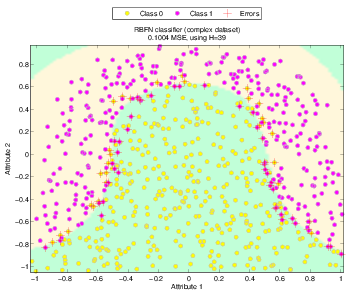 Class 0 Class 1 Errors
RBFN classifier (complex dataset)
0.1004 MSE, using H=39
0.8
0.6
0.4
0.2
0
−0.2
−0.4
−0.6
−0.8
−1
Attribute 2
−1 −0.8 −0.6 −0.4 −0.2 0 0.2 0.4 0.6 0.8 1
Attribute 1